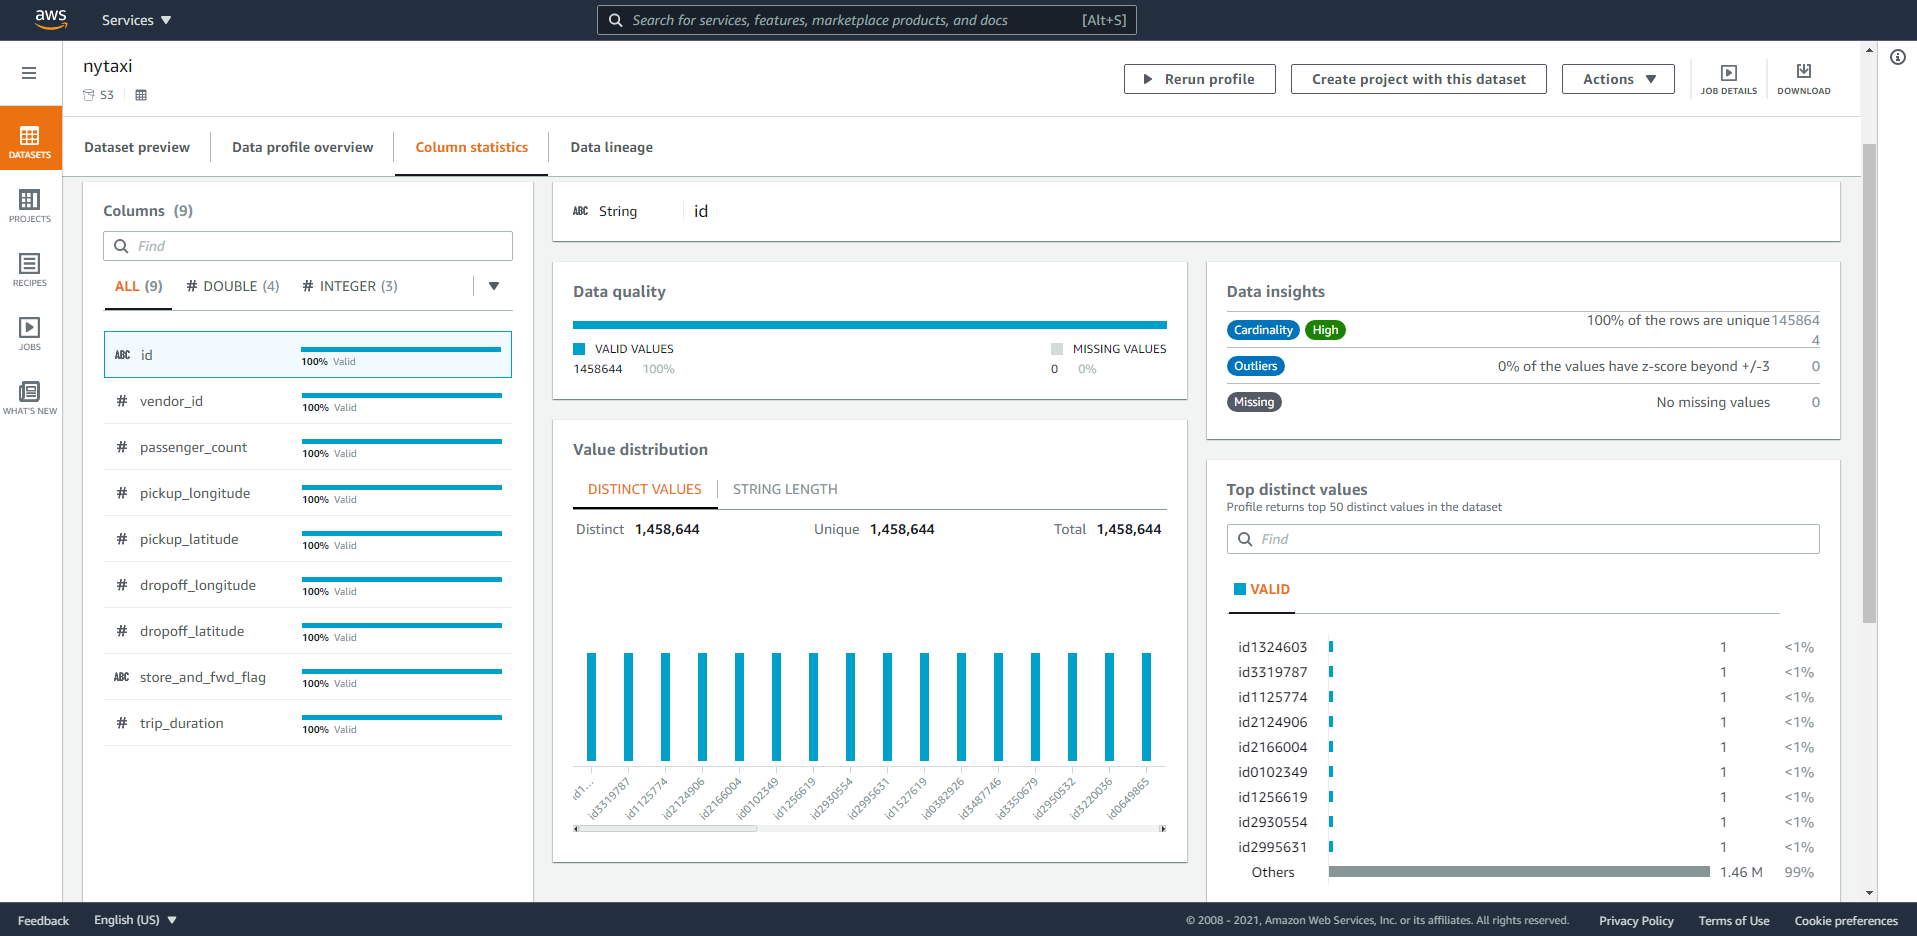 aws
Services
Search for services, features, marketplace products, and docs [Alt+S]
nytaxi
S3
Rerun profile
Create project with this dataset
Actions
JOB DETAILS
DOWNLOAD
DATASETS
PROJECTS
RECIPES
JOBS
WHAT'S NEW
Dataset preview
Data profile overview
Column statistics
Data lineage
Columns (9)
Find
ALL (9)
# DOUBLE (4)
# INTEGER (3)
ABC id
100% Valid
# vendor_id
100% Valid
# passenger_count
100% Valid
# pickup_longitude
100% Valid
# pickup_latitude
100% Valid
# dropoff_longitude
100% Valid
# dropoff_latitude
100% Valid
ABC store_and_fwd_flag
100% Valid
# trip_duration
100% Valid
ABC String
id
Data quality
VALID VALUES
1458644 100%
MISSING VALUES
0 0%
Value distribution
DISTINCT VALUES
STRING LENGTH
Distinct 1,458,644
Unique 1,458,644
Total 1,458,644
id1...
id3319787
id1125774
id2124906
id2166004
id0102349
id1256619
id2930554
id2995631
id1527619
id0382926
id3487746
id3350679
id2950532
id3220036
id0649865
Data insights
Cardinality High 100% of the rows are unique 145864
4
Outliers 0% of the values have z-score beyond +/-3 0
Missing No missing values 0
Top distinct values
Profile returns top 50 distinct values in the dataset
Find
VALID
id1324603 1 <1%
id3319787 1 <1%
id1125774 1 <1%
id2124906 1 <1%
id2166004 1 <1%
id0102349 1 <1%
id1256619 1 <1%
id2930554 1 <1%
id2995631 1 <1%
Others 1.46 M 99%
Feedback
English (US)
© 2008 - 2021, Amazon Web Services, Inc. or its affiliates. All rights reserved.
Privacy Policy
Terms of Use
Cookie preferences